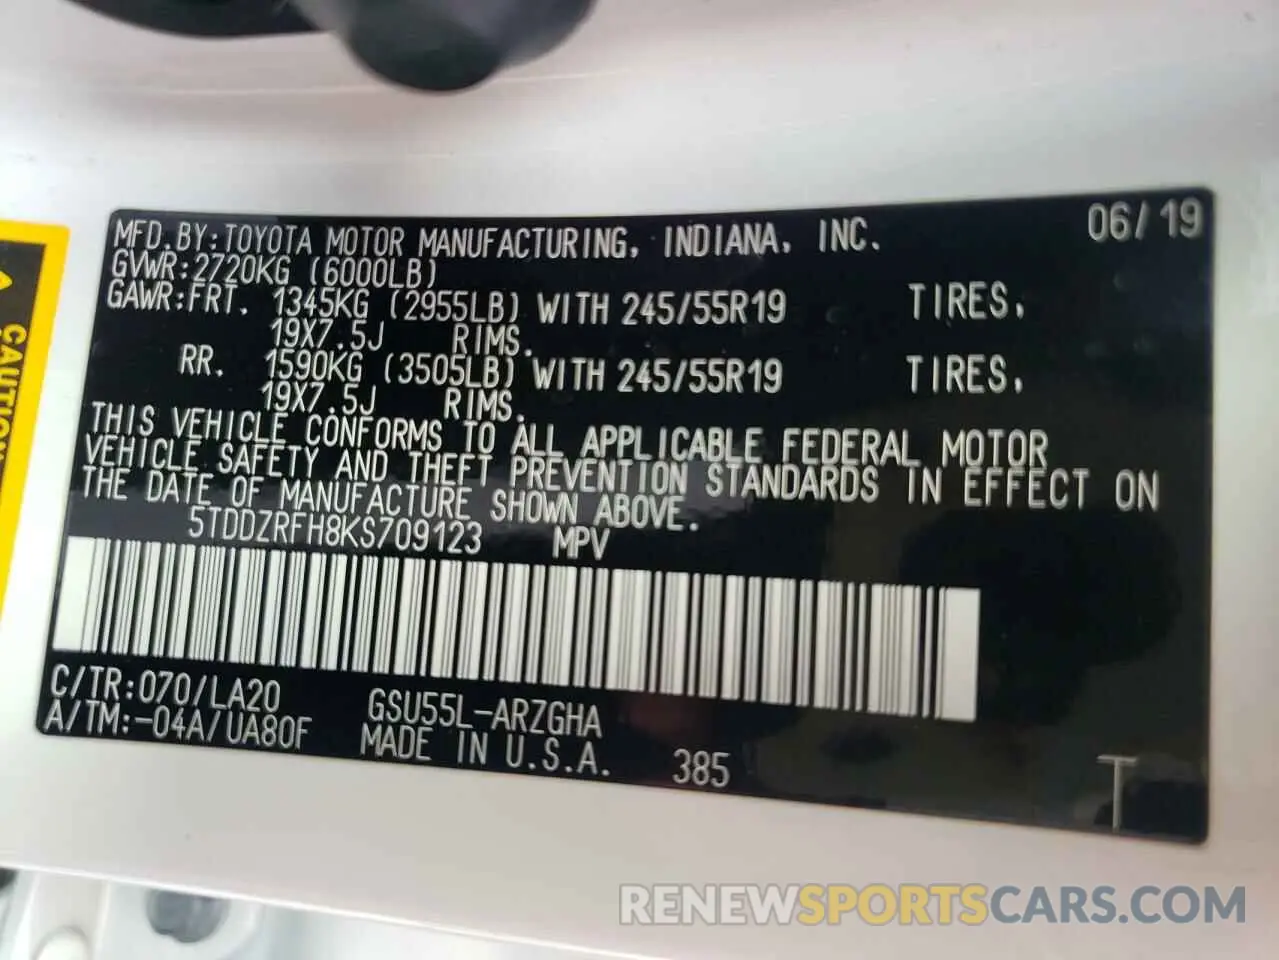 MFD.BY:TOYOTA MOTOR MANUFACTURING, INDIANA, INC. 06/19
GVWR:2720KG (6000LB)
GAWR:FRT. 1345KG (2955LB) WITH 245/55R19 TIRES,
19X7.5J RIMS.
RR. 1590KG (3505LB) WITH 245/55R19 TIRES,
19X7.5J RIMS.
THIS VEHICLE CONFORMS TO ALL APPLICABLE FEDERAL MOTOR
VEHICLE SAFETY AND THEFT PREVENTION STANDARDS IN EFFECT ON
THE DATE OF MANUFACTURE SHOWN ABOVE.
5TDDZRFH8KS709123 MPV
C/TR:070/LA20 GSU55L-ARZGHA
A/TM:-04A/UA80F MADE IN U.S.A. 385
T
CAUTION
RENEWSPORTSCARS.COM